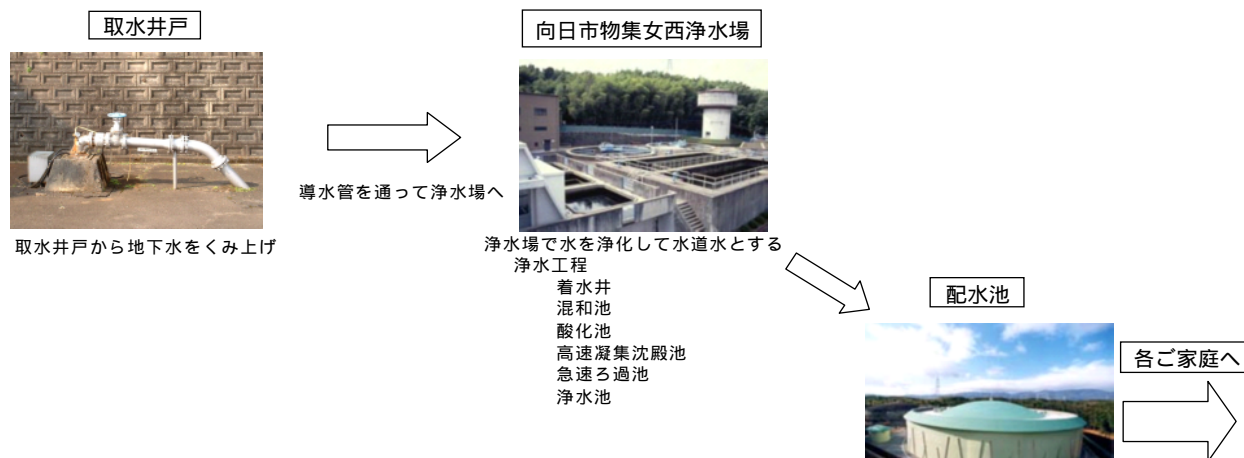 取水井戸
取水井戸から地下水をくみ上げ
導水管を通って浄水場へ
向日市物集女西浄水場
浄水場で水を浄化して水道水とする
浄水工程
着水井
混和池
酸化池
高速凝集沈殿池
急速ろ過池
浄水池
配水池
各ご家庭へ